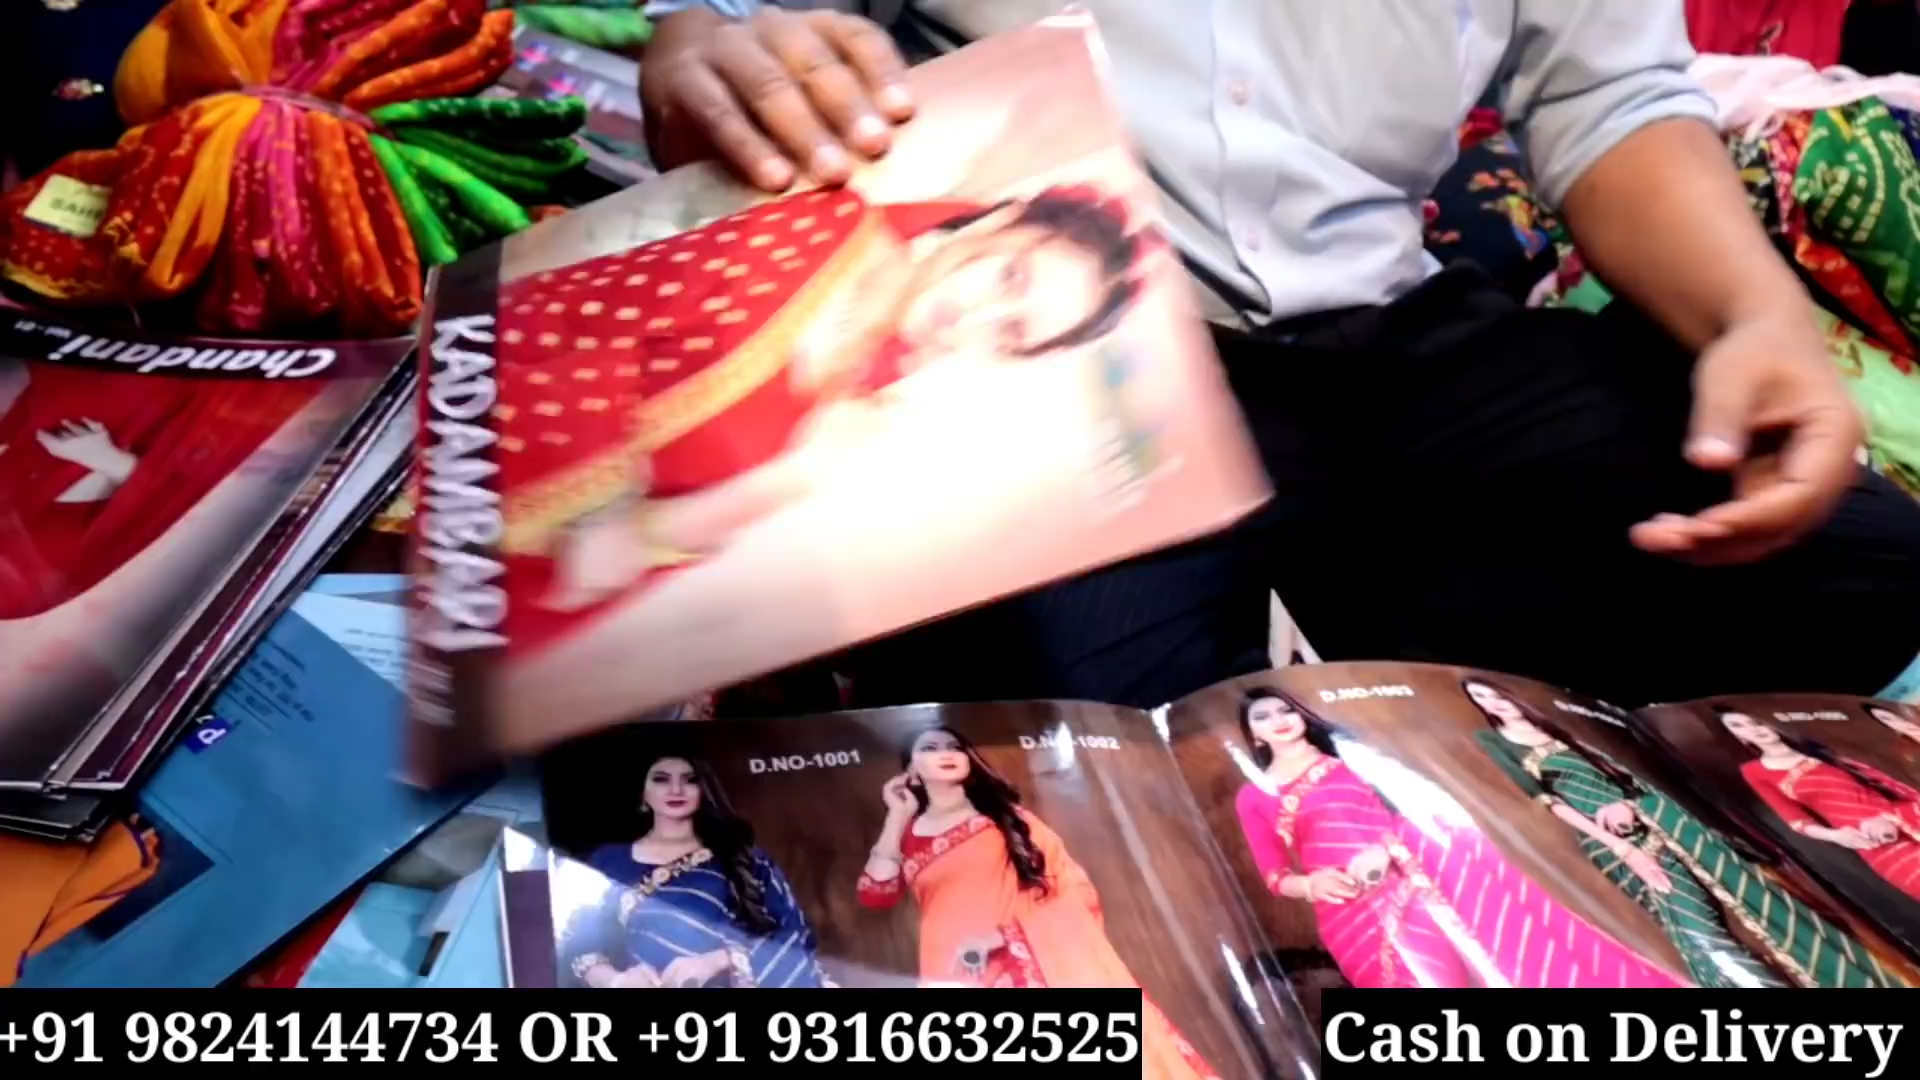 Chandani
KADAMBARI
D.NO-1001
D.NO-1002
D.NO-1003
+91 9824144734 OR +91 9316632525
Cash on Delivery